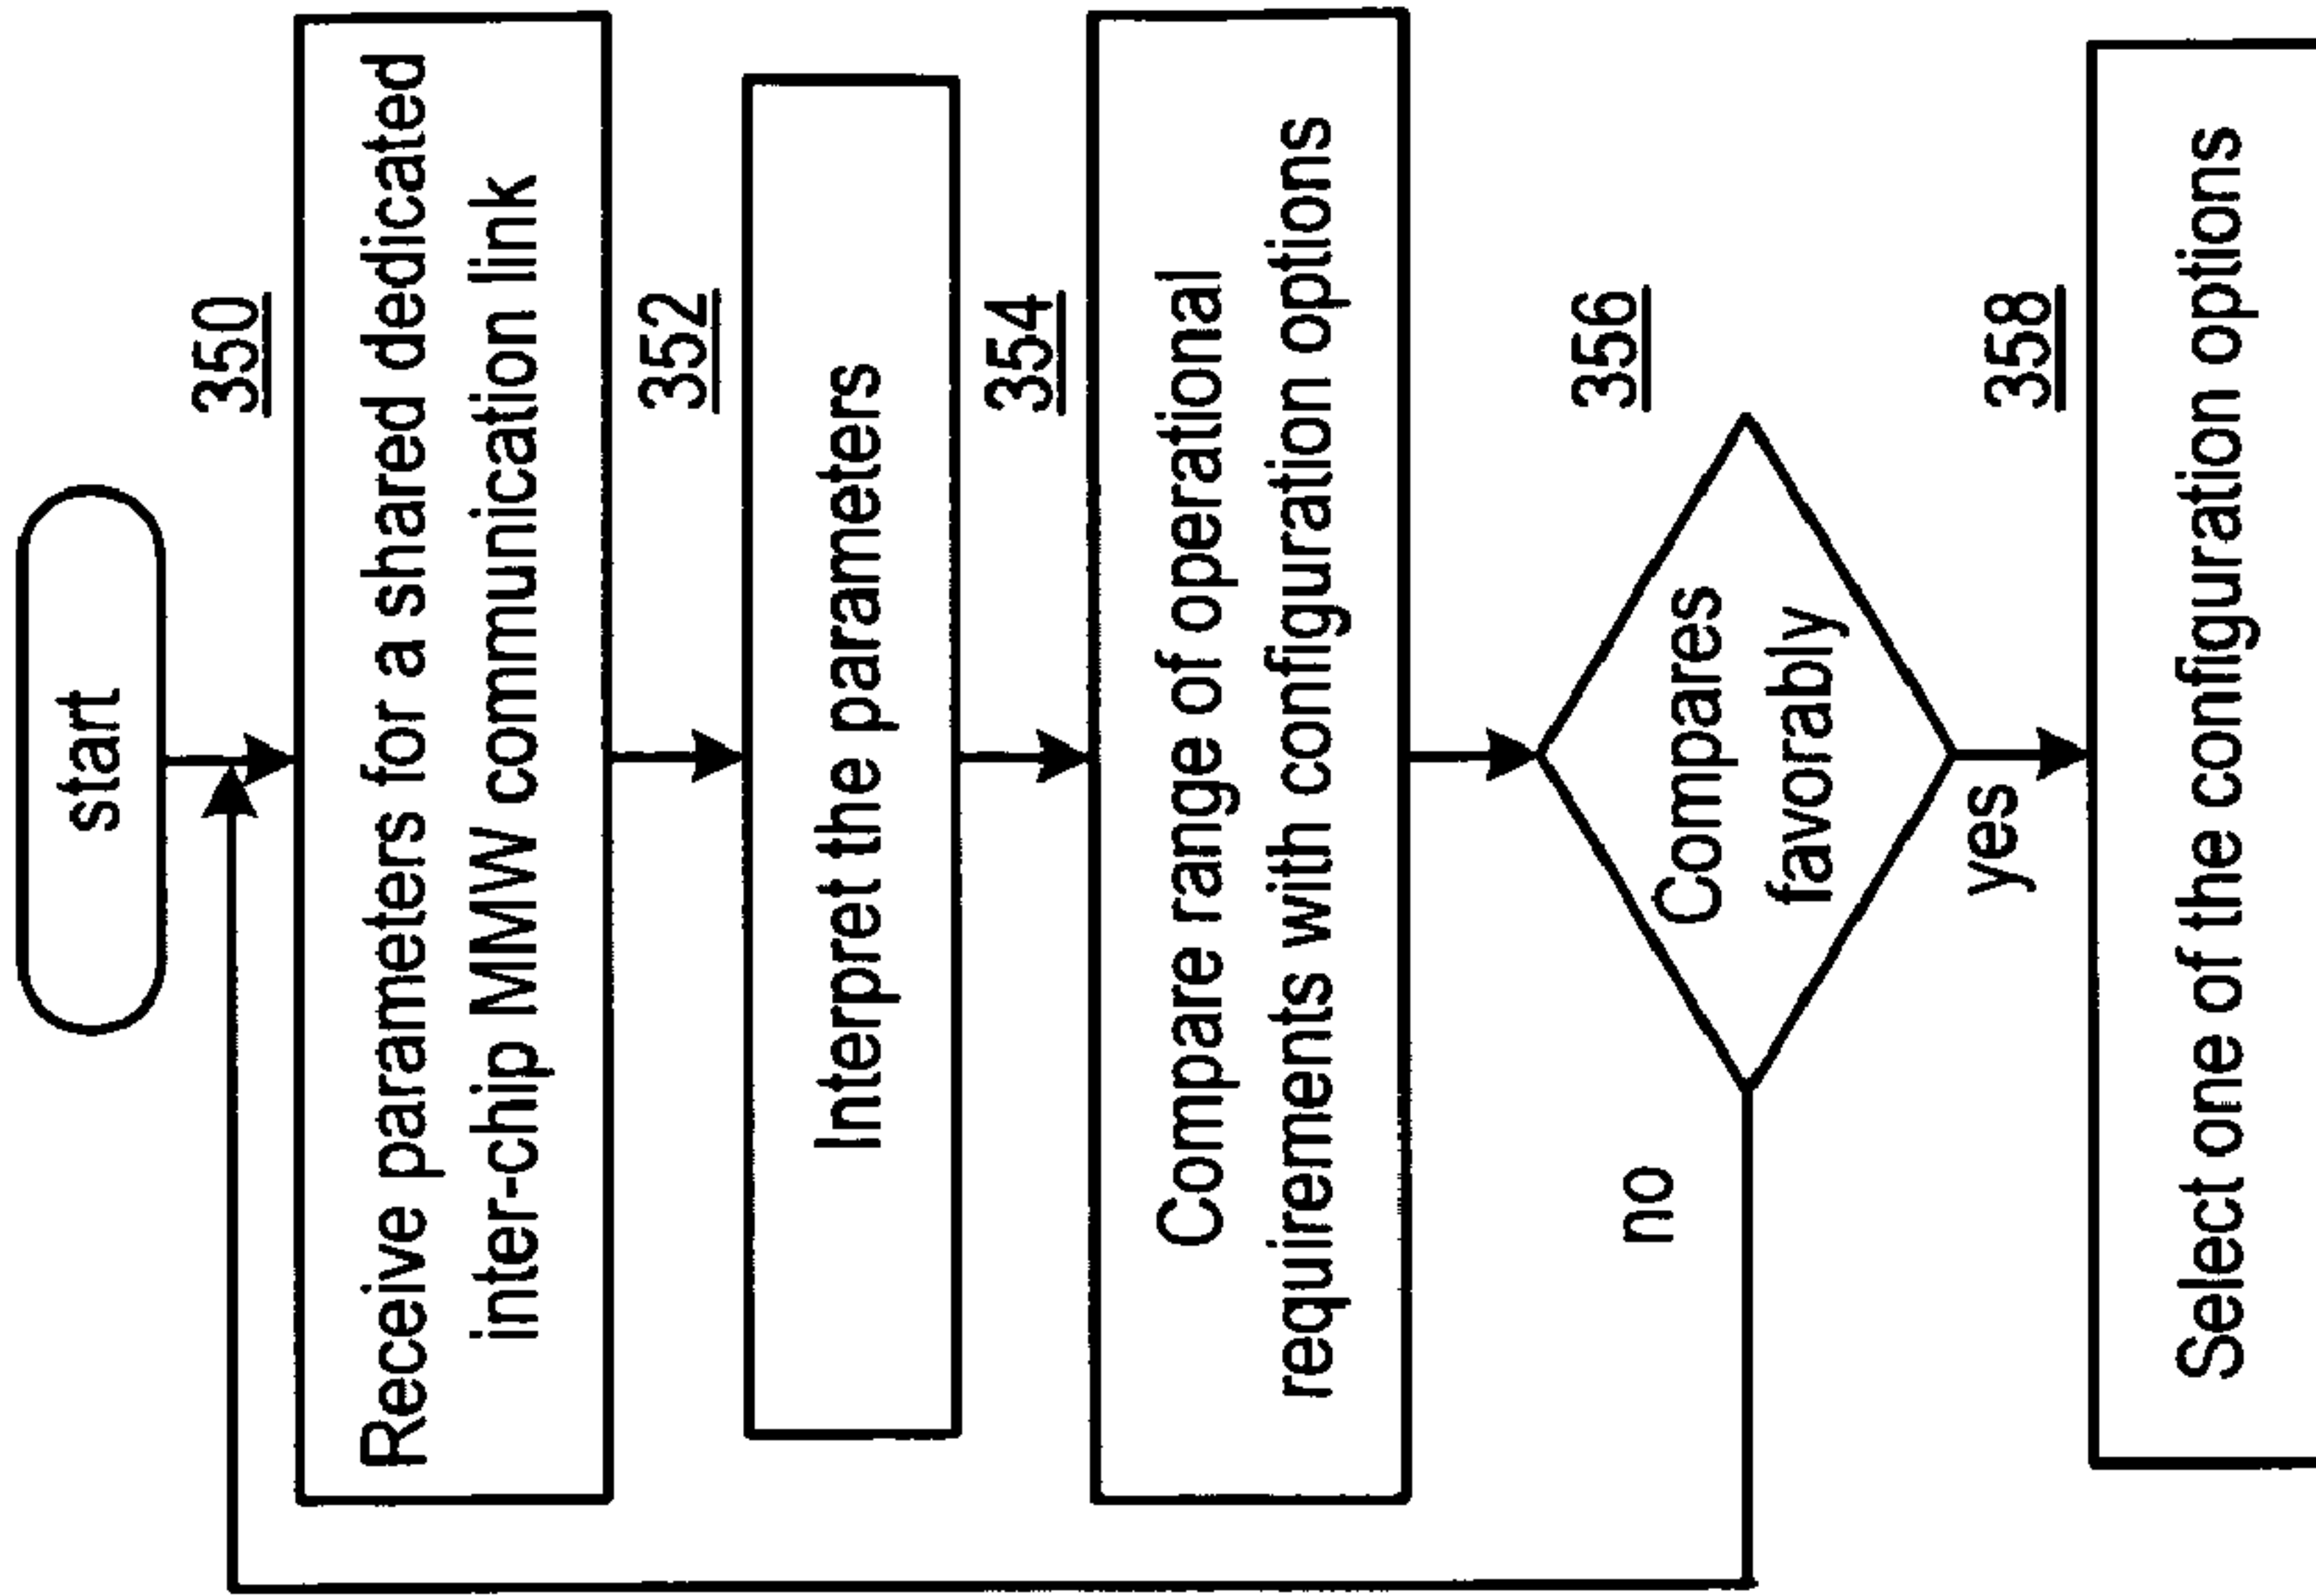 start
350
Receive parameters for a shared dedicated
inter-chip MMW communication link
352
Interpret the parameters
354
Compare range of operational
requirements with configuration options
356
Compares
favorably
no
yes
358
Select one of the configuration options